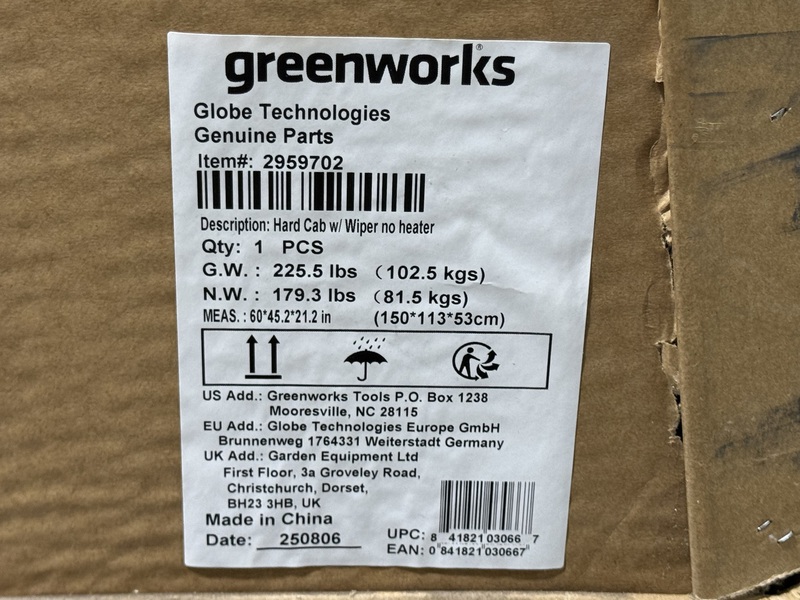 greenworks®
Globe Technologies
Genuine Parts
Item#: 2959702
Description: Hard Cab w/ Wiper no heater
Qty: 1 PCS
G.W. : 225.5 lbs (102.5 kgs)
N.W. : 179.3 lbs (81.5 kgs)
MEAS. : 60*45.2*21.2 in (150*113*53cm)
US Add.: Greenworks Tools P.O. Box 1238
Mooresville, NC 28115
EU Add.: Globe Technologies Europe GmbH
Brunnenweg 1764331 Weiterstadt Germany
UK Add.: Garden Equipment Ltd
First Floor, 3a Groveley Road,
Christchurch, Dorset,
BH23 3HB, UK
Made in China
Date: 250806
UPC: 8 41821 03066 7
EAN: 0"841821"030667"